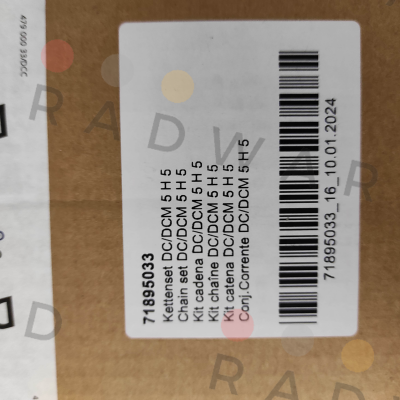 71895033
Kettenset DC/DCM 5 H 5
Chain set DC/DCM 5 H 5
Kit cadena DC/DCM 5 H 5
Kit chaîne DC/DCM 5 H 5
Kit catena DC/DCM 5 H 5
Conj.Corrente DC/DCM 5 H 5
71895033_16_10.01.2024
RADWAR
D
RADW